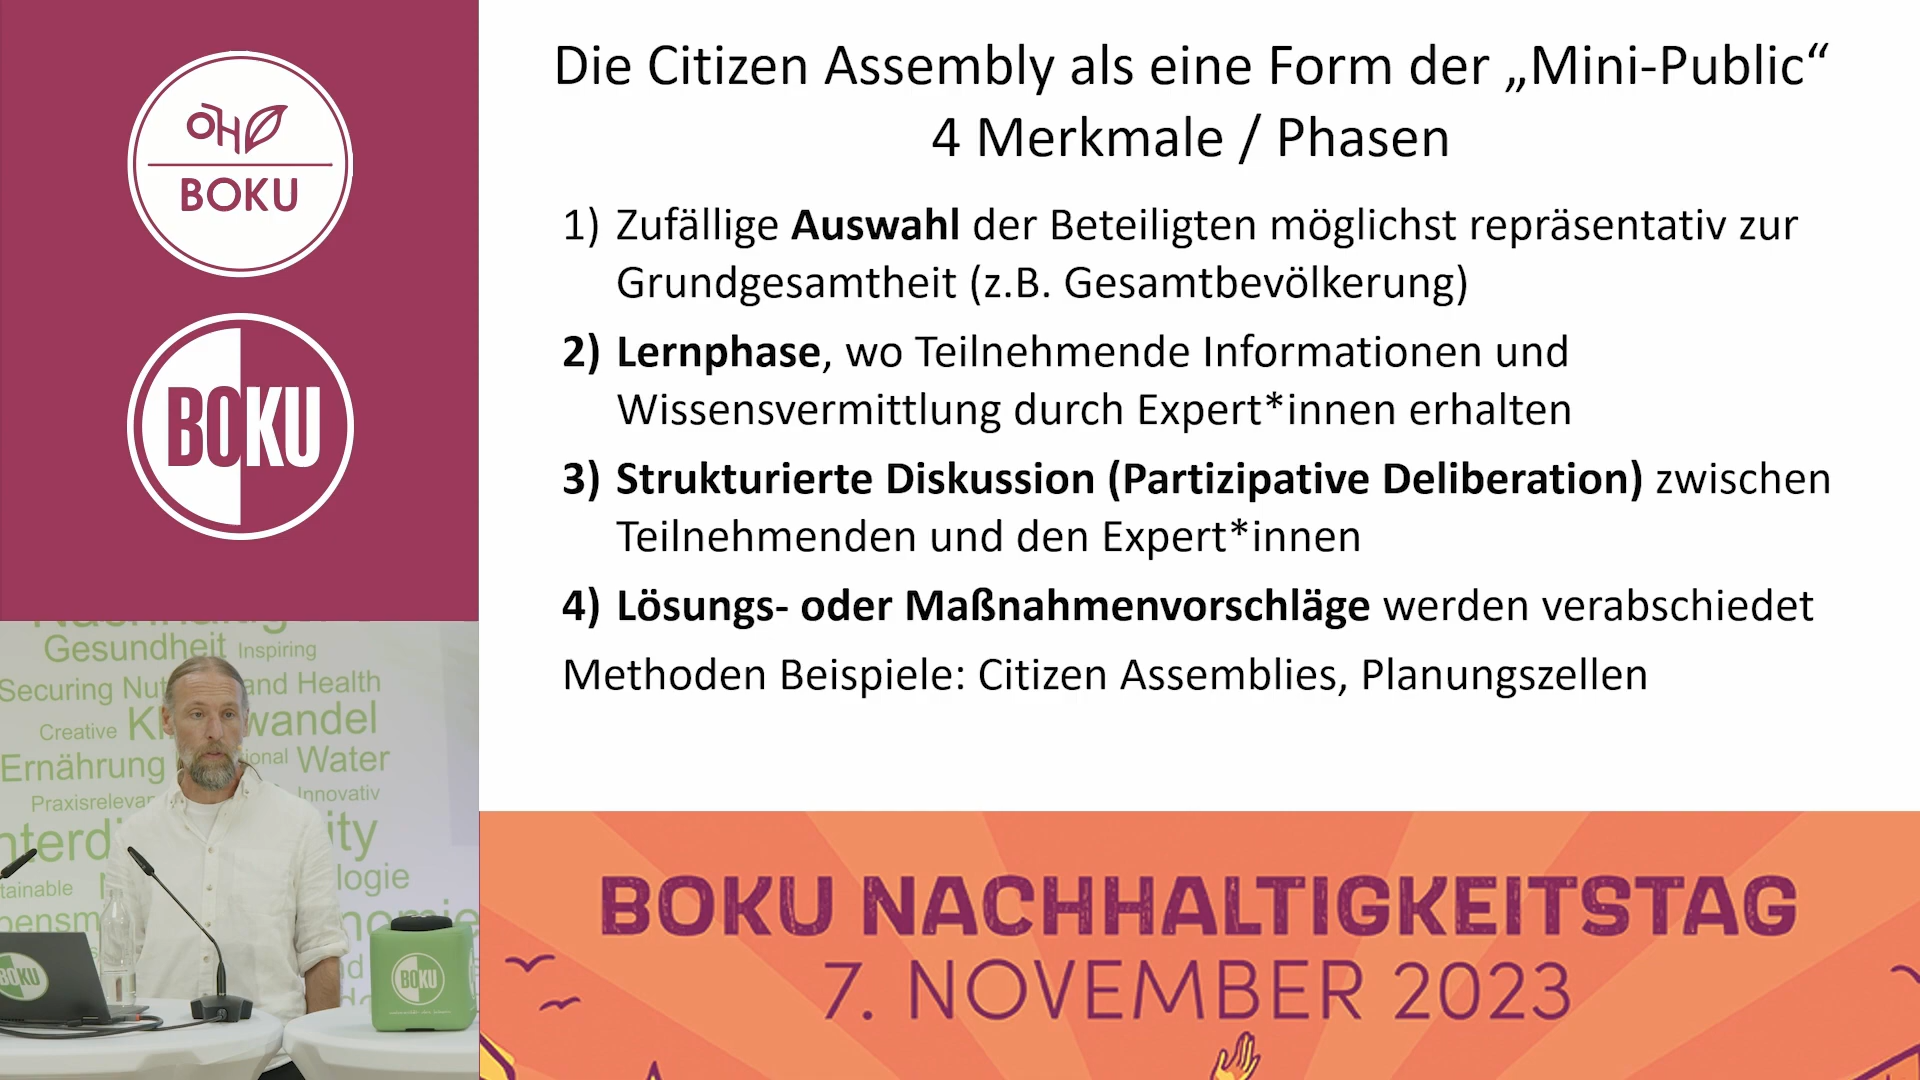 ÖH
BOKU
BOKU
Die Citizen Assembly als eine Form der „Mini-Public“
4 Merkmale / Phasen
1) Zufällige Auswahl der Beteiligten möglichst repräsentativ zur
Grundgesamtheit (z.B. Gesamtbevölkerung)
2) Lernphase, wo Teilnehmende Informationen und
Wissensvermittlung durch Expert*innen erhalten
3) Strukturierte Diskussion (Partizipative Deliberation) zwischen
Teilnehmenden und den Expert*innen
4) Lösungs- oder Maßnahmenvorschläge werden verabschiedet
Methoden Beispiele: Citizen Assemblies, Planungszellen
Gesundheit Inspiring
Securing and Health
Creative
Ernährung Water
Innovativ
BOKU
BOKU
BOKU NACHHALTIGKEITSTAG
7. NOVEMBER 2023